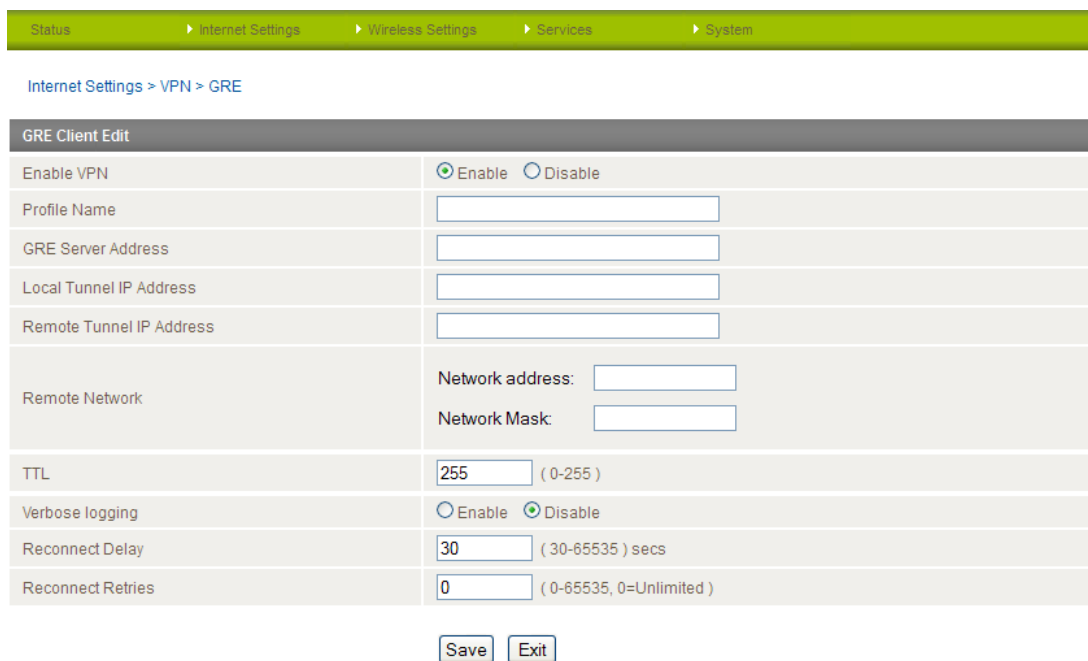 Status Internet Settings Wireless Settings Services System
Internet Settings > VPN > GRE
GRE Client Edit
Enable VPN Enable Disable
Profile Name
GRE Server Address
Local Tunnel IP Address
Remote Tunnel IP Address
Remote Network Network address:
Network Mask:
TTL 255 ( 0-255 )
Verbose logging Enable Disable
Reconnect Delay 30 ( 30-65535 ) secs
Reconnect Retries 0 ( 0-65535, 0=Unlimited )
Save Exit